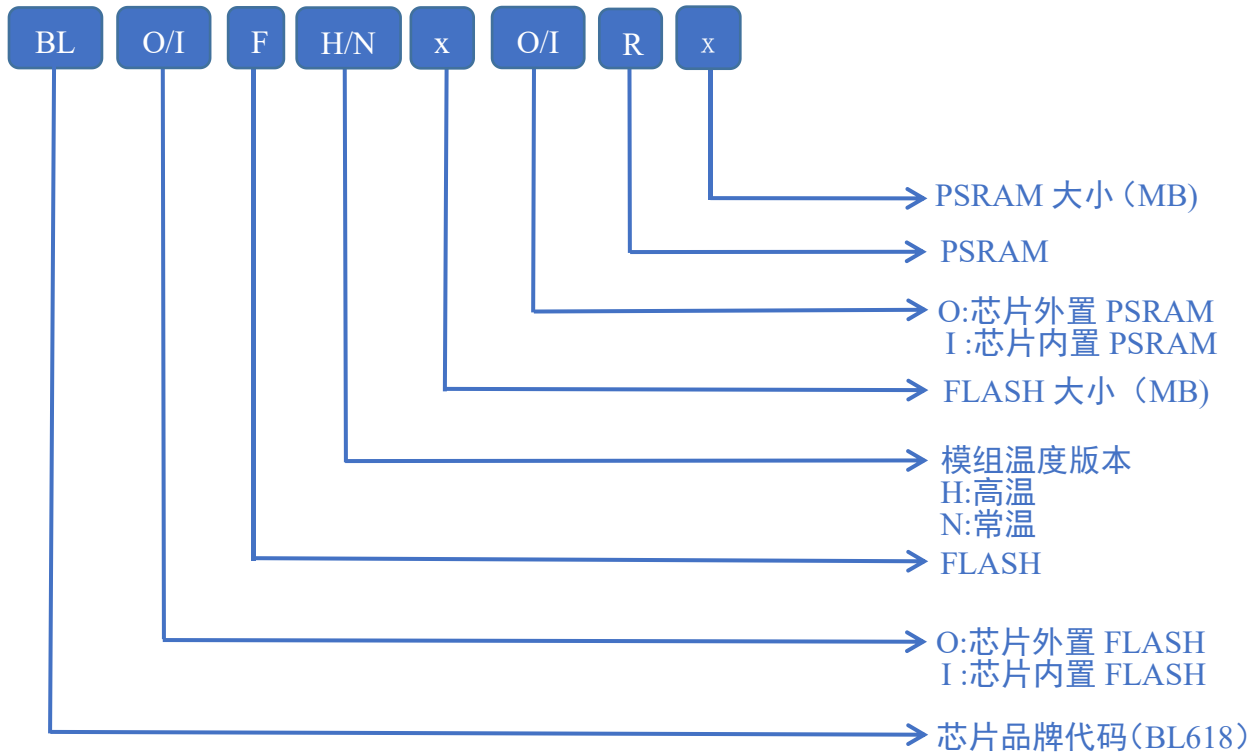 BL O/I F H/N x O/I R x
PSRAM 大小（MB)
PSRAM
O:芯片外置 PSRAM
I :芯片内置 PSRAM
FLASH 大小（MB)
模组温度版本
H:高温
N:常温
FLASH
O:芯片外置 FLASH
I :芯片内置 FLASH
芯片品牌代码（BL618）